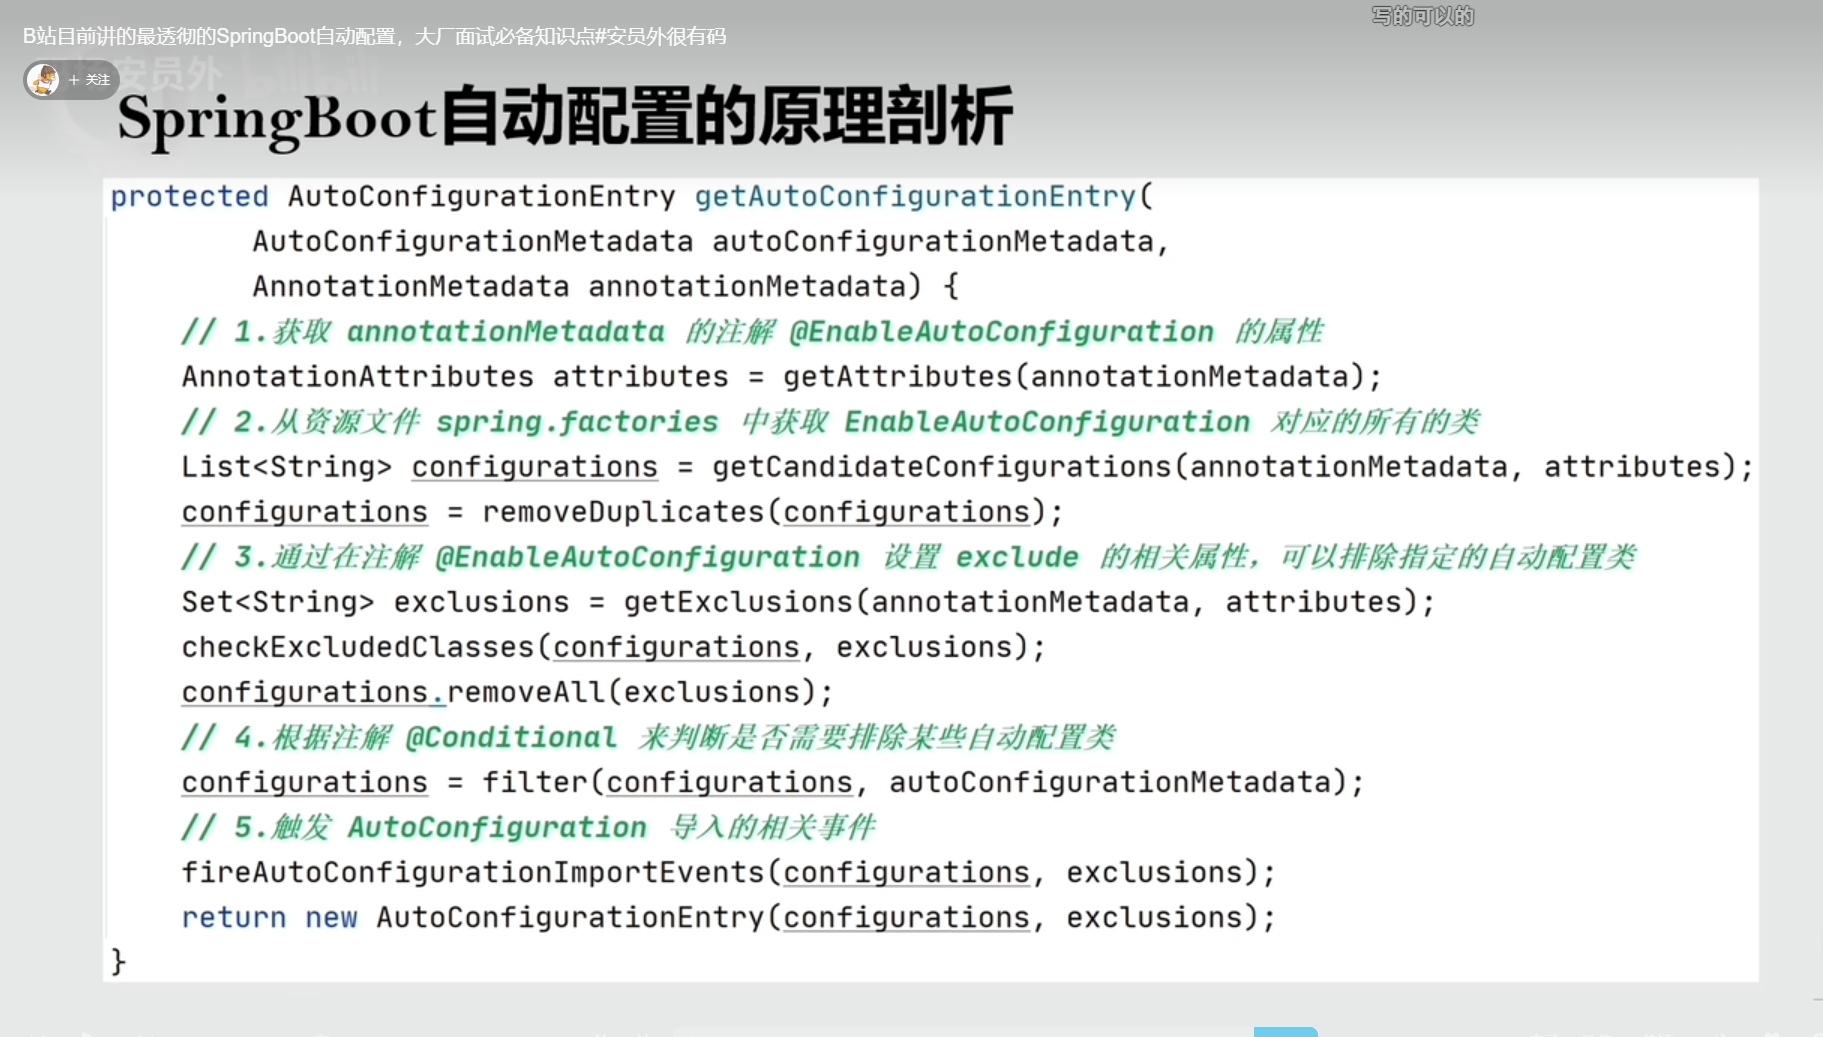 写的可以的
B站目前讲的最透彻的SpringBoot自动配置，大厂面试必备知识点#安员外很有码
安员外 bilibili
+ 关注
SpringBoot自动配置的原理剖析
protected AutoConfigurationEntry getAutoConfigurationEntry(
AutoConfigurationMetadata autoConfigurationMetadata,
AnnotationMetadata annotationMetadata) {
// 1.获取 annotationMetadata 的注解 @EnableAutoConfiguration 的属性
AnnotationAttributes attributes = getAttributes(annotationMetadata);
// 2.从资源文件 spring.factories 中获取 EnableAutoConfiguration 对应的所有的类
List<String> configurations = getCandidateConfigurations(annotationMetadata, attributes);
configurations = removeDuplicates(configurations);
// 3.通过在注解 @EnableAutoConfiguration 设置 exclude 的相关属性，可以排除指定的自动配置类
Set<String> exclusions = getExclusions(annotationMetadata, attributes);
checkExcludedClasses(configurations, exclusions);
configurations.removeAll(exclusions);
// 4.根据注解 @Conditional 来判断是否需要排除某些自动配置类
configurations = filter(configurations, autoConfigurationMetadata);
// 5.触发 AutoConfiguration 导入的相关事件
fireAutoConfigurationImportEvents(configurations, exclusions);
return new AutoConfigurationEntry(configurations, exclusions);
}